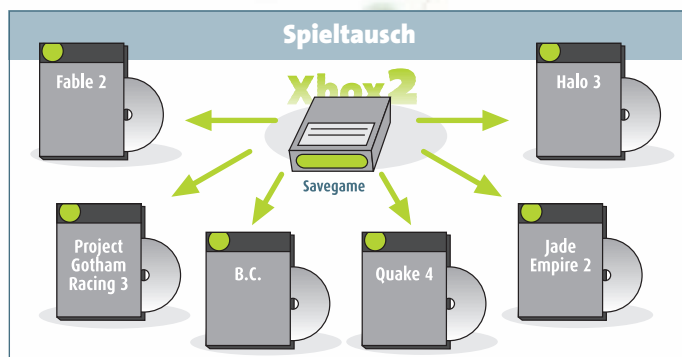 Spieltausch
Fable 2
Xbox2
Halo 3
Savegame
Project
Gotham
Racing 3
B.C.
Quake 4
Jade
Empire 2